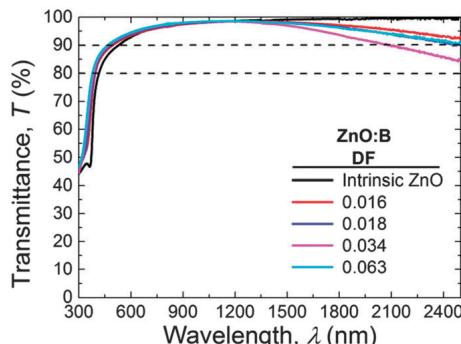 Transmittance, T (%)
100
90
80
70
60
50
40
30
20
10
0
ZnO:B
DF
Intrinsic ZnO
0.016
0.018
0.034
0.063
300 600 900 1200 1500 1800 2100 2400
Wavelength, λ (nm)